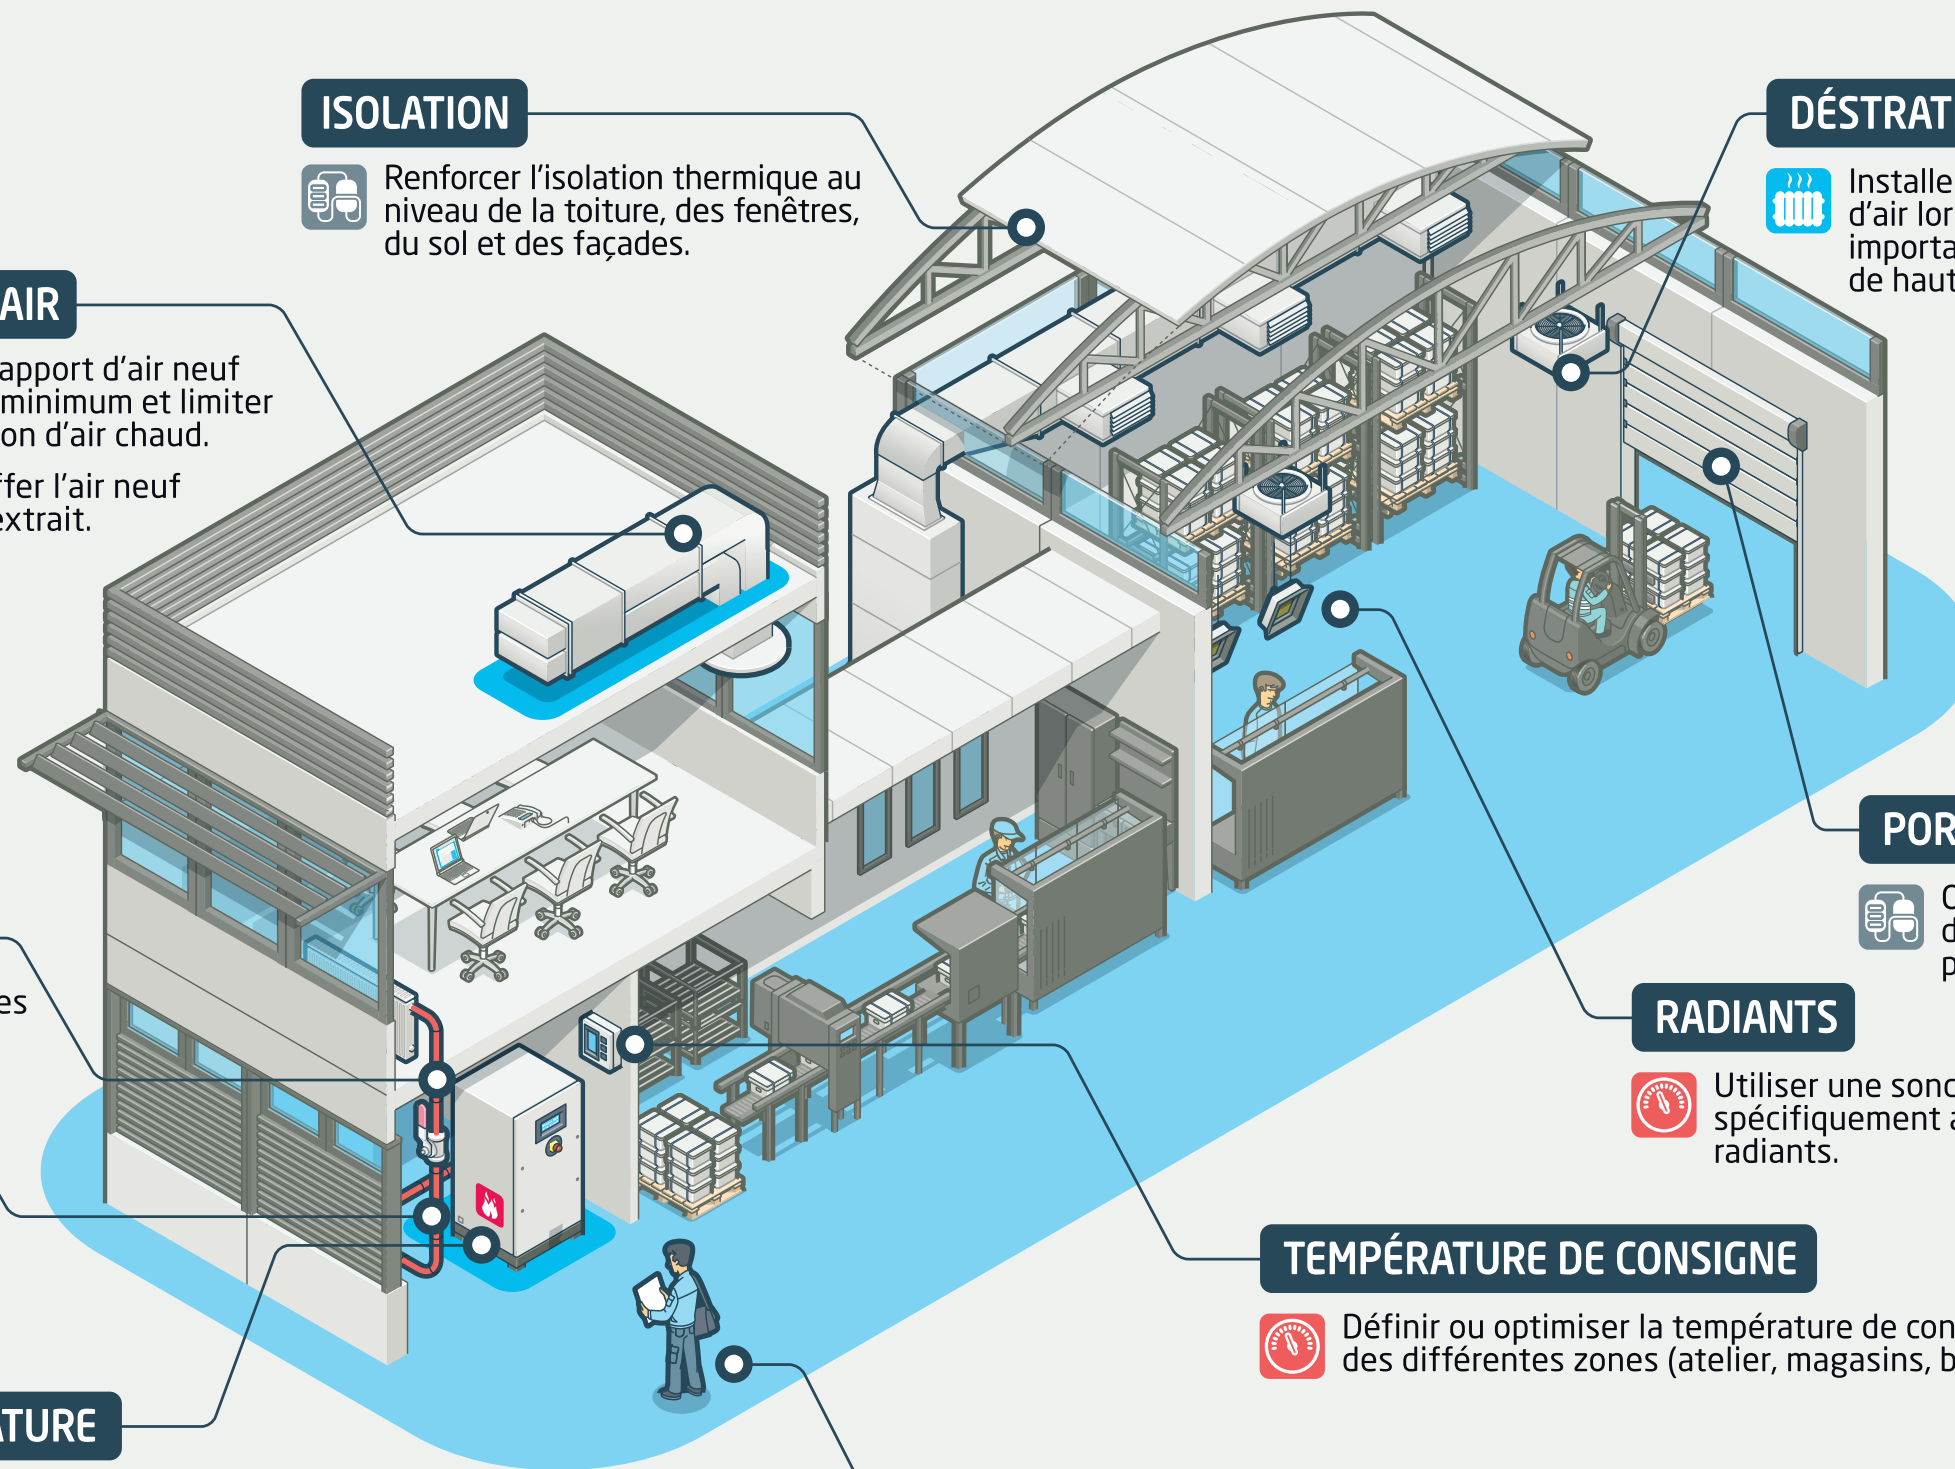 ISOLATION
Renforcer l'isolation thermique au
niveau de la toiture, des fenêtres,
du sol et des façades.
DÉSTRAT
Installe
d'air lor
importa
de haut
AIR
apport d'air neuf
minimum et limiter
on d'air chaud.
ffer l'air neuf
extrait.
POR
RADIANTS
Utiliser une sond
spécifiquement a
radiants.
es
TEMPÉRATURE DE CONSIGNE
Définir ou optimiser la température de con
des différentes zones (atelier, magasins, b
ATURE